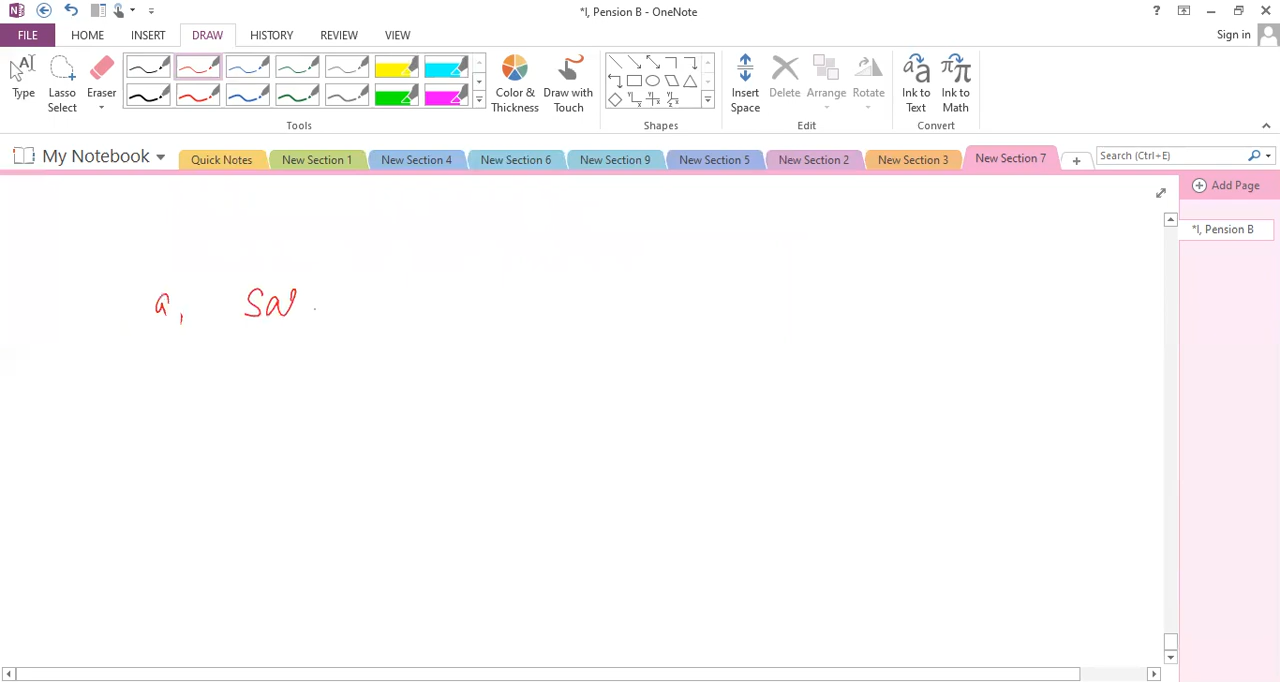 *I, Pension B - OneNote
? 
FILE HOME INSERT DRAW HISTORY REVIEW VIEW Sign in
Type
Lasso Select
Eraser
Color & Thickness
Draw with Touch
Insert Space
Delete
Arrange
Rotate
Ink to Text
Ink to Math
Tools Shapes Edit Convert
My Notebook Quick Notes New Section 1 New Section 4 New Section 6 New Section 9 New Section 5 New Section 2 New Section 3 New Section 7 Search (Ctrl+E)
Add Page
*I, Pension B
a, Sal